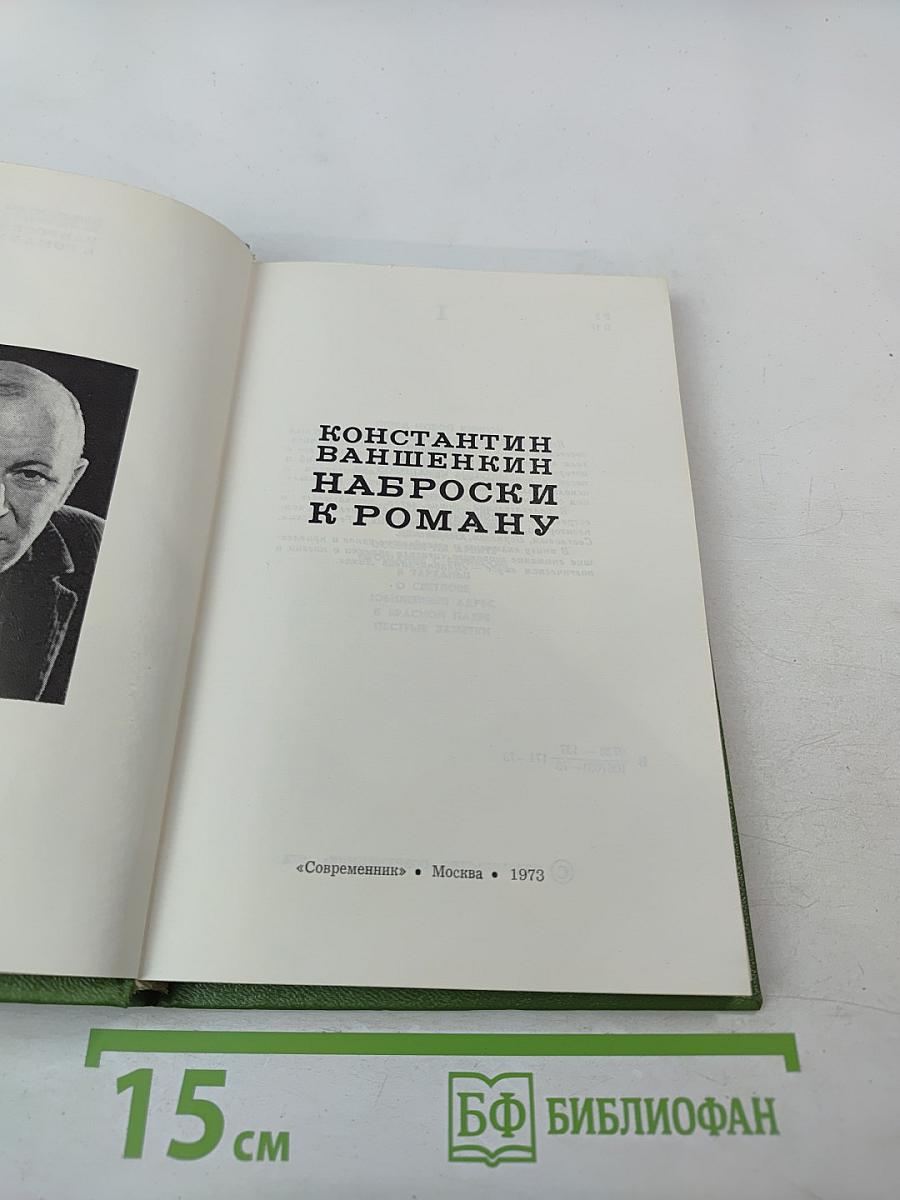 КОНСТАНТИН
ВАНШЕНКИН
НАБРОСКИ
К РОМАНУ
«Современник» • Москва • 1973
15 см
БФ БИБЛИОФАН